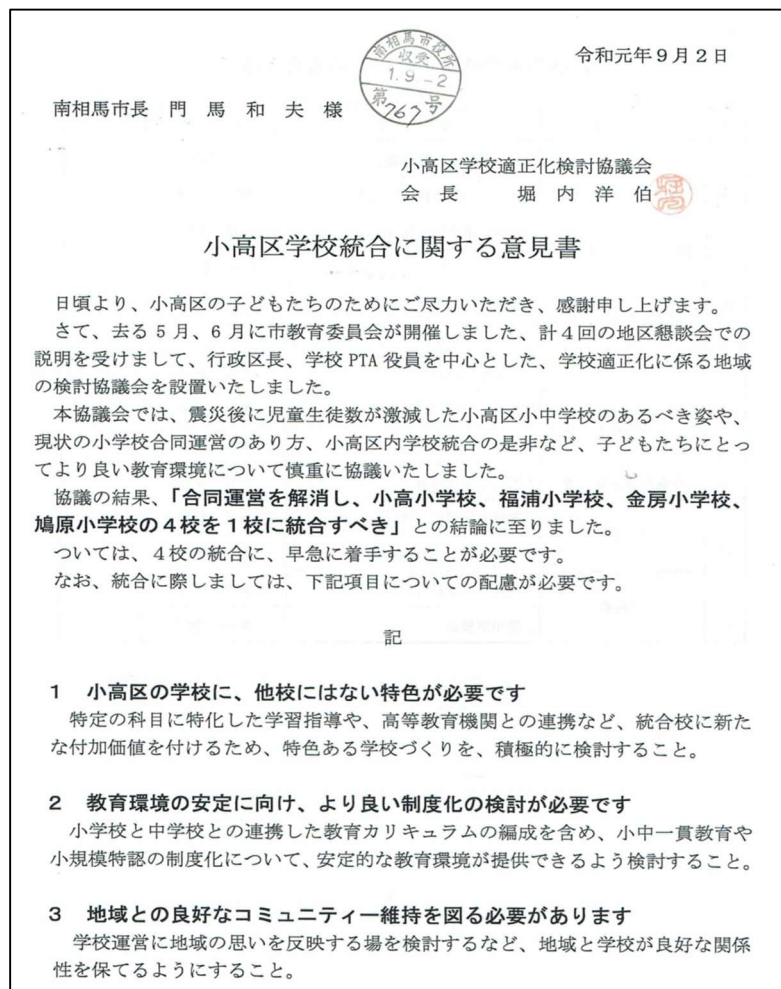 令和元年9月2日
南相馬市役所
収受
1.9-2
第767号
南相馬市長 門馬和夫様
小高区学校適正化検討協議会
会長 堀内洋伯
小高区学校統合に関する意見書
日頃より、小高区の子どもたちのためにご尽力いただき、感謝申し上げます。
さて、去る5月、6月に市教育委員会が開催しました、計4回の地区懇談会での
説明を受けまして、行政区長、学校PTA役員を中心とした、学校適正化に係る地域
の検討協議会を設置いたしました。
本協議会では、震災後に児童生徒数が激減した小高区小中学校のあるべき姿や、
現状の小学校合同運営のあり方、小高区内学校統合の是非など、子どもたちにとっ
てより良い教育環境について慎重に協議いたしました。
協議の結果、「合同運営を解消し、小高小学校、福浦小学校、金房小学校、
鳩原小学校の4校を1校に統合すべき」との結論に至りました。
ついては、4校の統合に、早急に着手することが必要です。
なお、統合に際しましては、下記項目についての配慮が必要です。
記
1 小高区の学校に、他校にはない特色が必要です
特定の科目に特化した学習指導や、高等教育機関との連携など、統合校に新た
な付加価値を付けるため、特色ある学校づくりを、積極的に検討すること。
2 教育環境の安定に向け、より良い制度化の検討が必要です
小学校と中学校との連携した教育カリキュラムの編成を含め、小中一貫教育や
小規模特認の制度化について、安定的な教育環境が提供できるよう検討すること。
3 地域との良好なコミュニティー維持を図る必要があります
学校運営に地域の思いを反映する場を検討するなど、地域と学校が良好な関係
性を保てるようにすること。